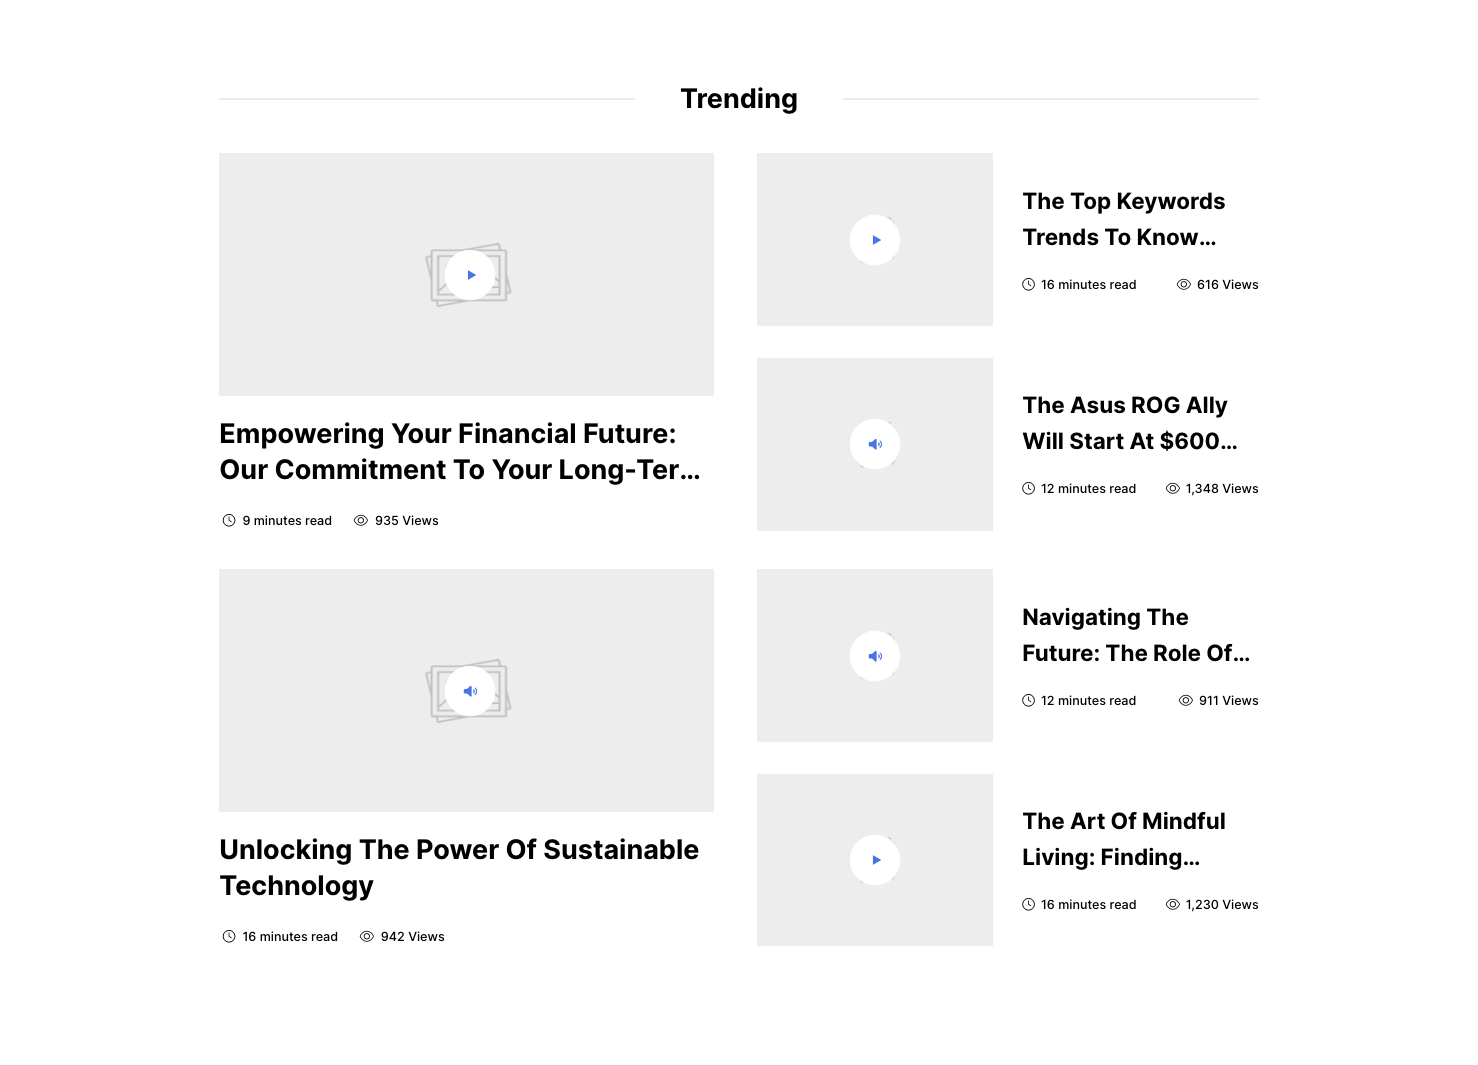 Trending
Empowering Your Financial Future:
Our Commitment To Your Long-Ter...
9 minutes read 935 Views
The Top Keywords
Trends To Know...
16 minutes read 616 Views
The Asus ROG Ally
Will Start At $600...
12 minutes read 1,348 Views
Unlocking The Power Of Sustainable
Technology
16 minutes read 942 Views
Navigating The
Future: The Role Of...
12 minutes read 911 Views
The Art Of Mindful
Living: Finding...
16 minutes read 1,230 Views